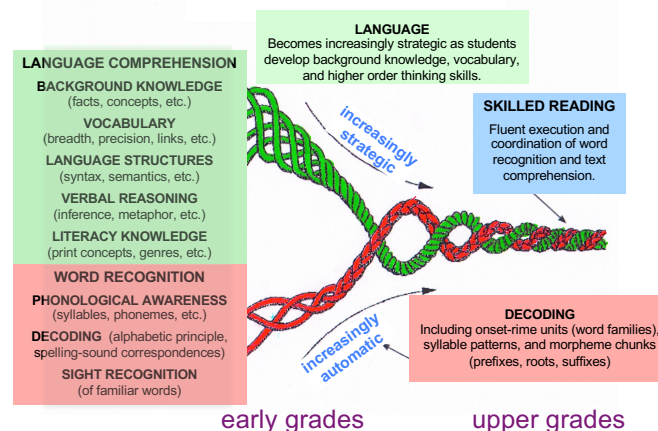 LANGUAGE COMPREHENSION
BACKGROUND KNOWLEDGE
(facts, concepts, etc.)
VOCABULARY
(breadth, precision, links, etc.)
LANGUAGE STRUCTURES
(syntax, semantics, etc.)
VERBAL REASONING
(inference, metaphor, etc.)
LITERACY KNOWLEDGE
(print concepts, genres, etc.)
WORD RECOGNITION
PHONOLOGICAL AWARENESS
(syllables, phonemes, etc.)
DECODING (alphabetic principle,
spelling-sound correspondences)
SIGHT RECOGNITION
(of familiar words)
LANGUAGE
Becomes increasingly strategic as students
develop background knowledge, vocabulary,
and higher order thinking skills.
increasingly
strategic
SKILLED READING
Fluent execution and
coordination of word
recognition and text
comprehension.
increasingly
automatic
DECODING
Including onset-rime units (word families),
syllable patterns, and morpheme chunks
(prefixes, roots, suffixes)
early grades
upper grades